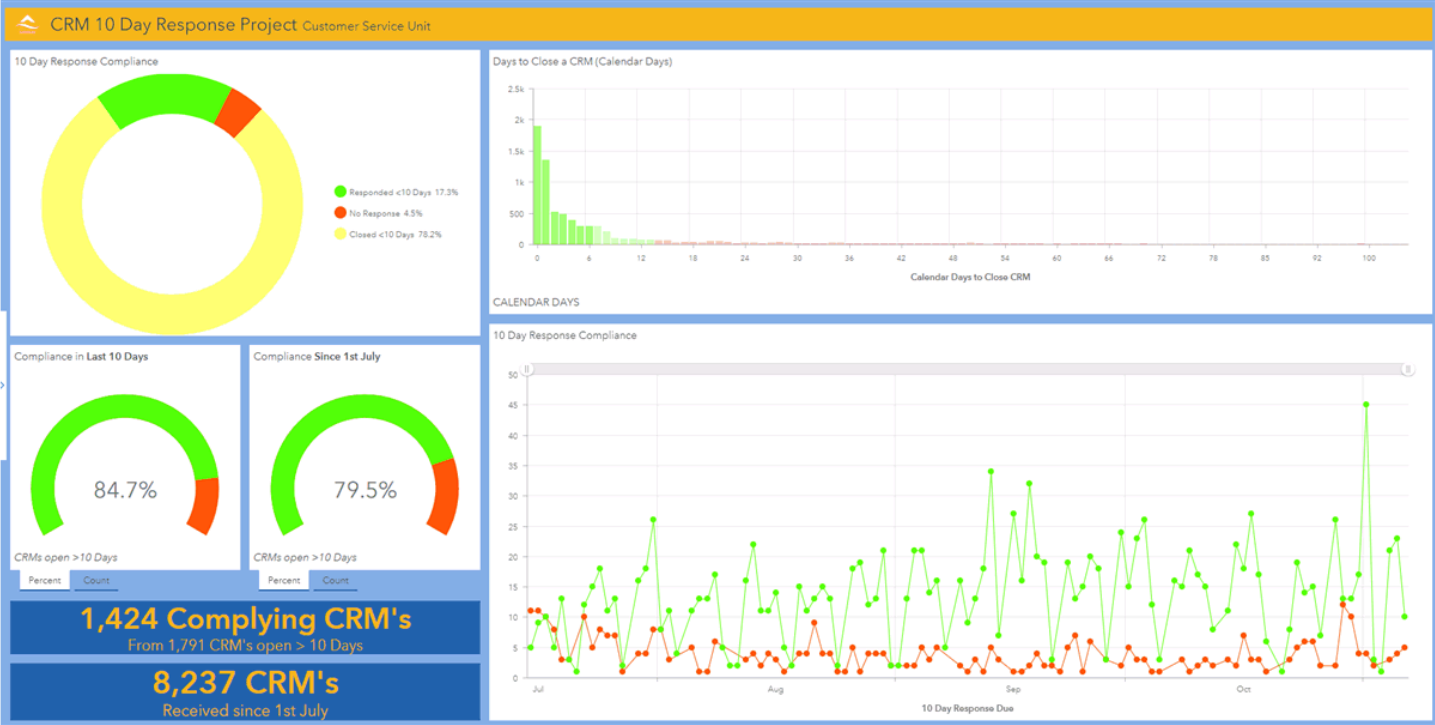 CRM 10 Day Response Project Customer Service Unit
10 Day Response Compliance
Responded <10 Days 17.3%
No Response 4.5%
Closed <10 Days 78.2%
Days to Close a CRM (Calendar Days)
2.5k
2k
1.5k
1k
500
0
0 6 12 18 24 30 36 42 48 54 60 66 72 78 85 92 100
Calendar Days to Close CRM
CALENDAR DAYS
Compliance in Last 10 Days
84.7%
CRMs open >10 Days
Percent Count
Compliance Since 1st July
79.5%
CRMs open >10 Days
Percent Count
1,424 Complying CRM's
From 1,791 CRM's open > 10 Days
8,237 CRM's
Received since 1st July
10 Day Response Compliance
50
45
40
35
30
25
20
15
10
5
0
Jul Aug Sep Oct
10 Day Response Due